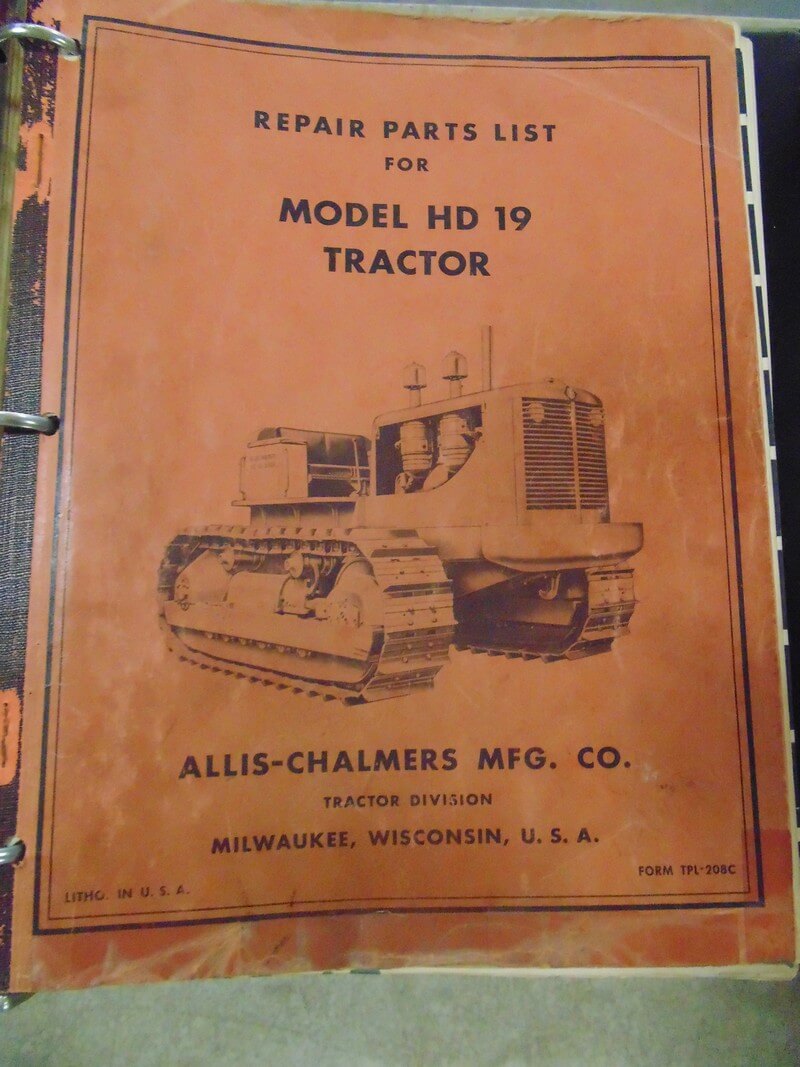 REPAIR PARTS LIST
FOR
MODEL HD 19
TRACTOR
ALLIS-CHALMERS MFG. CO.
TRACTOR DIVISION
MILWAUKEE, WISCONSIN, U. S. A.
FORM TPL-208C
LITHO. IN U. S. A.